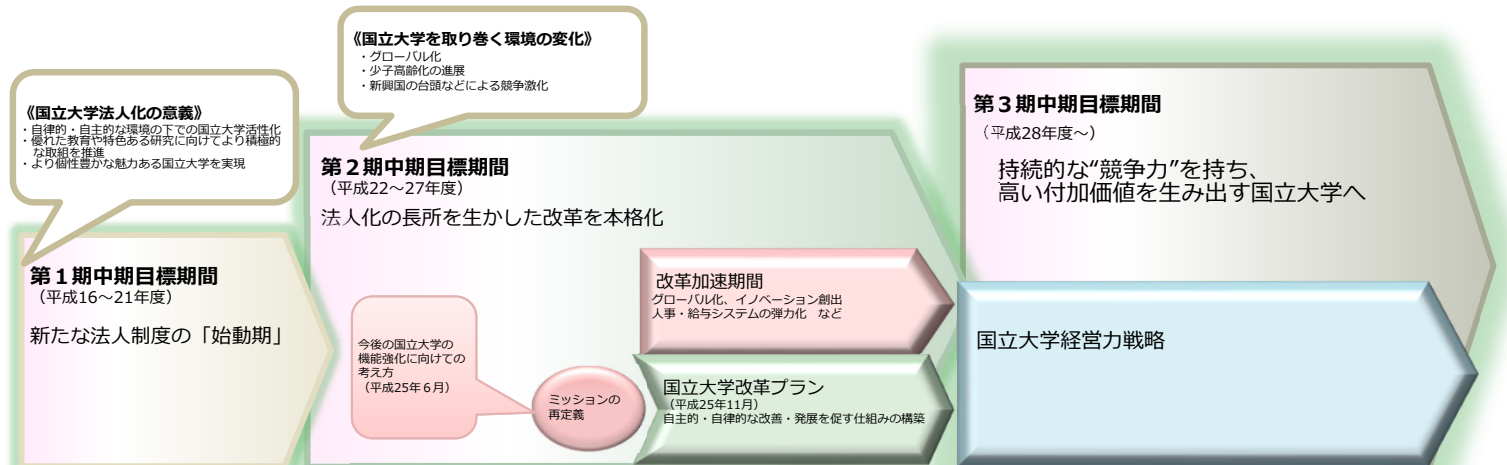 《国立大学法人化の意義》
・自律的・自主的な環境の下での国立大学活性化
・優れた教育や特色ある研究に向けてより積極的
な取組を推進
・より個性豊かな魅力ある国立大学を実現
第１期中期目標期間
（平成16～21年度）
新たな法人制度の「始動期」
《国立大学を取り巻く環境の変化》
・グローバル化
・少子高齢化の進展
・新興国の台頭などによる競争激化
第２期中期目標期間
（平成22～27年度）
法人化の長所を生かした改革を本格化
今後の国立大学の
機能強化に向けての
考え方
（平成25年６月）
ミッションの
再定義
改革加速期間
グローバル化、イノベーション創出
人事・給与システムの弾力化　など
国立大学改革プラン
（平成25年11月）
自主的・自律的な改善・発展を促す仕組みの構築
第３期中期目標期間
（平成28年度～）
持続的な“競争力”を持ち、
高い付加価値を生み出す国立大学へ
国立大学経営力戦略